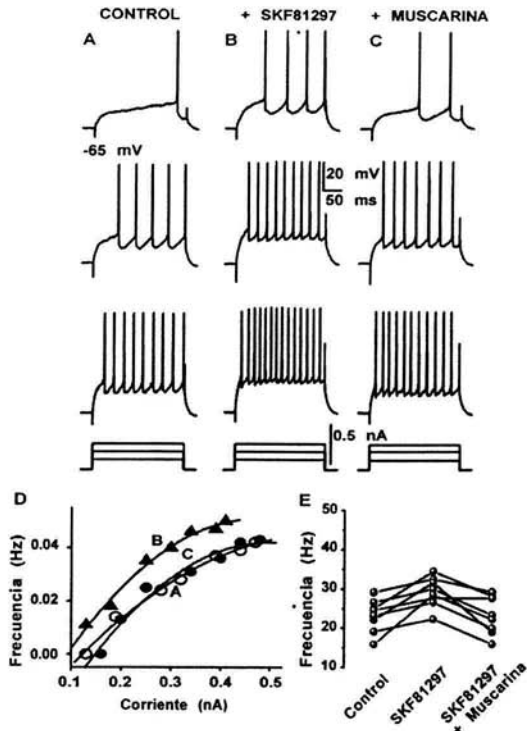 CONTROL + SKF81297 + MUSCARINA
A B C
-65 mV
20 mV
50 ms
0.5 nA
D E
B
C
A
Frecuencia (Hz)
0.04
0.02
0.00
0.1 0.2 0.3 0.4 0.5
Corriente (nA)
Frecuencia (Hz)
50
40
30
20
10
Control
SKF81297
SKF81297
+ Muscarina